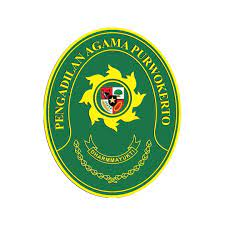 PENGADILAN AGAMA PURWOKERTO
DHARMMAYUKTI